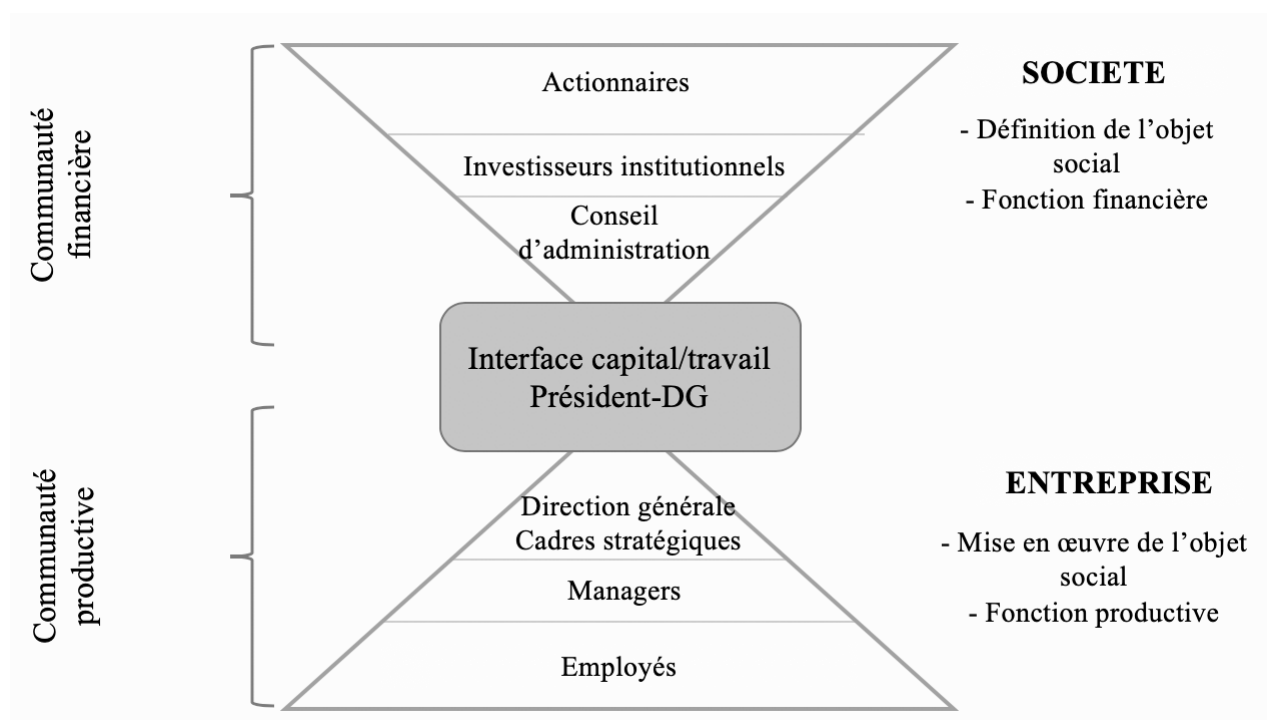 Communauté
financière
Actionnaires
Investisseurs institutionnels
Conseil
d’administration
SOCIETE
- Définition de l’objet
social
- Fonction financière
Interface capital/travail
Président-DG
Communauté
productive
Direction générale
Cadres stratégiques
Managers
Employés
ENTREPRISE
- Mise en œuvre de l’objet
social
- Fonction productive